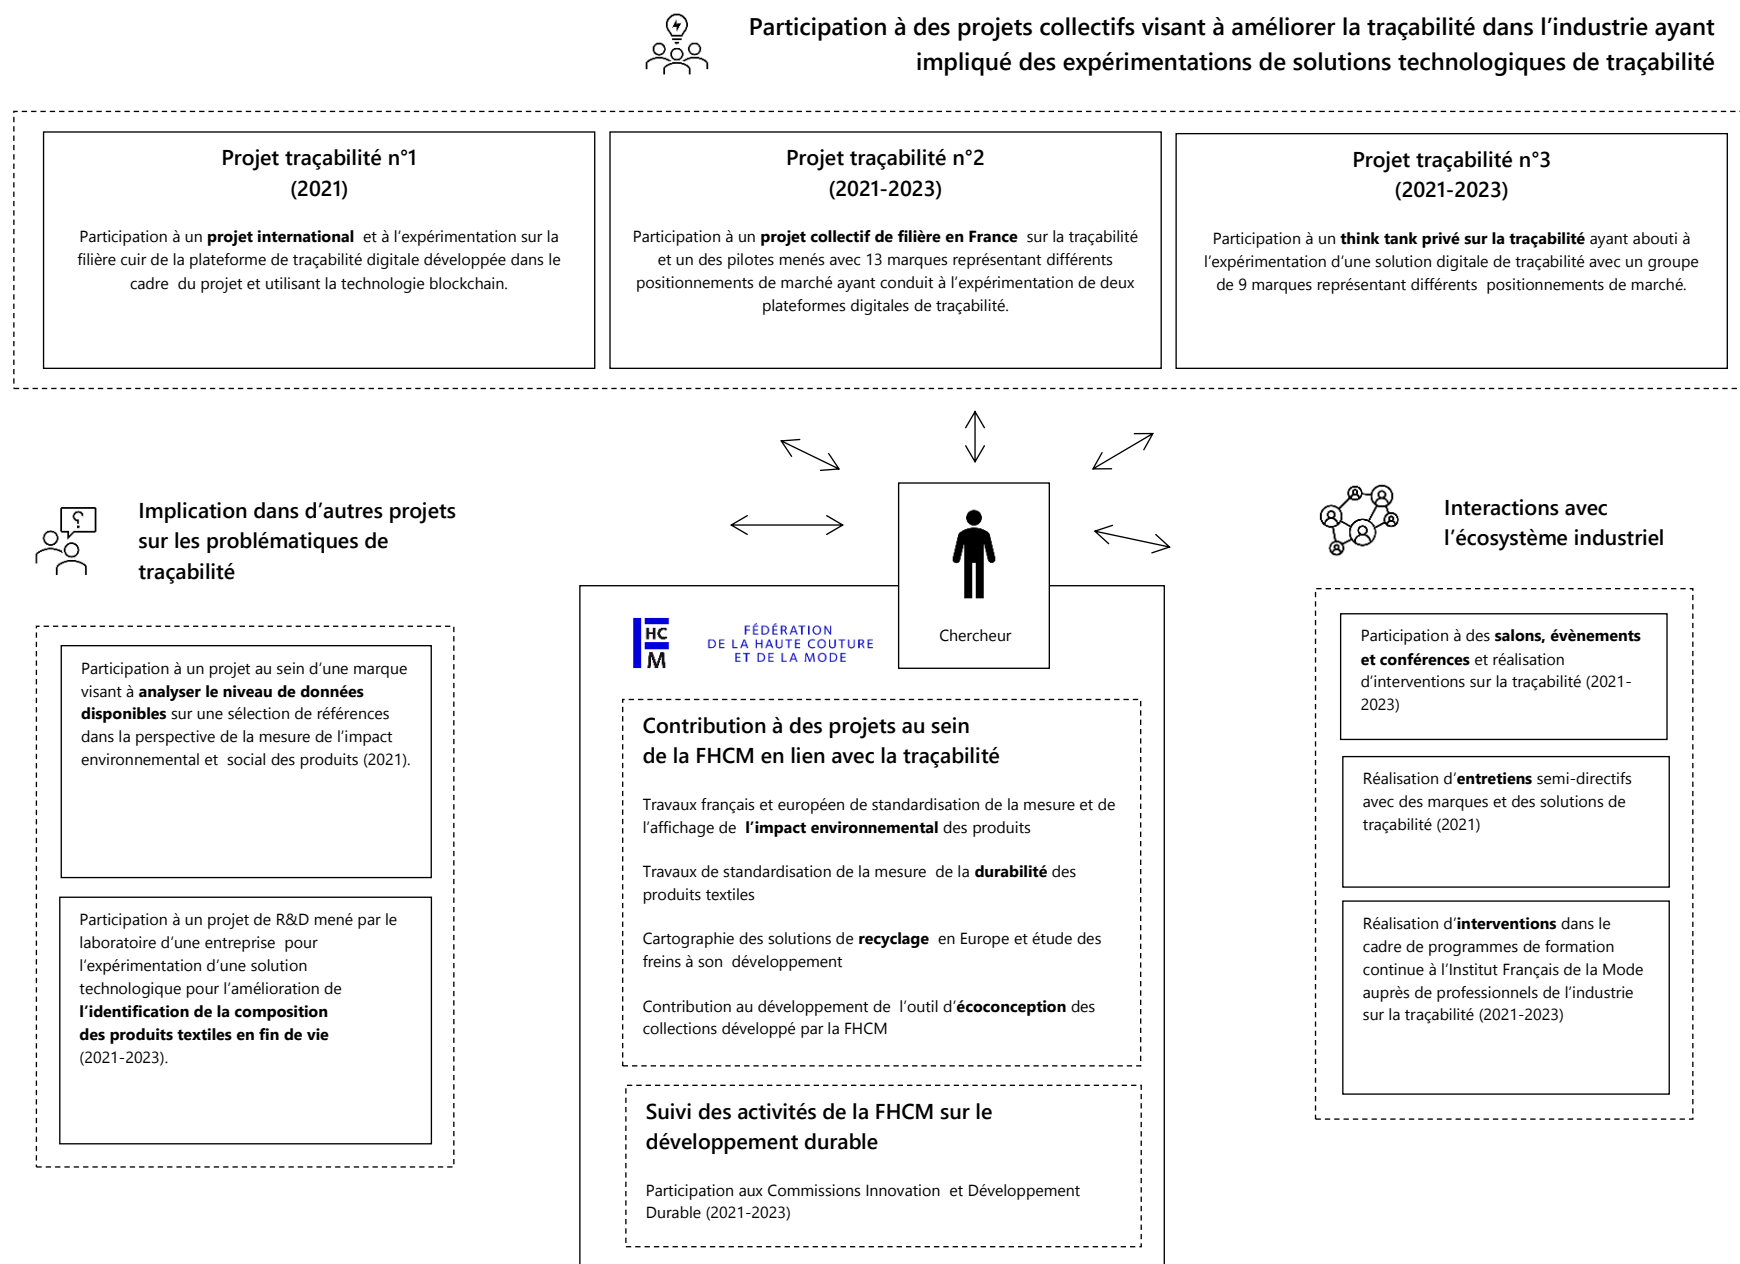 Participation à des projets collectifs visant à améliorer la traçabilité dans l’industrie ayant
impliqué des expérimentations de solutions technologiques de traçabilité
Projet traçabilité n°1
(2021)
Participation à un projet international et à l’expérimentation sur la
filière cuir de la plateforme de traçabilité digitale développée dans le
cadre du projet et utilisant la technologie blockchain.
Projet traçabilité n°2
(2021-2023)
Participation à un projet collectif de filière en France sur la traçabilité
et un des pilotes menés avec 13 marques représentant différents
positionnements de marché ayant conduit à l’expérimentation de deux
plateformes digitales de traçabilité.
Projet traçabilité n°3
(2021-2023)
Participation à un think tank privé sur la traçabilité ayant abouti à
l’expérimentation d’une solution digitale de traçabilité avec un groupe
de 9 marques représentant différents positionnements de marché.
Implication dans d’autres projets
sur les problématiques de
traçabilité
Participation à un projet au sein d’une marque
visant à analyser le niveau de données
disponibles sur une sélection de références
dans la perspective de la mesure de l’impact
environnemental et social des produits (2021).
Participation à un projet de R&D mené par le
laboratoire d’une entreprise pour
l’expérimentation d’une solution
technologique pour l’amélioration de
l’identification de la composition
des produits textiles en fin de vie
(2021-2023).
Chercheur
HC
M
FÉDÉRATION
DE LA HAUTE COUTURE
ET DE LA MODE
Contribution à des projets au sein
de la FHCM en lien avec la traçabilité
Travaux français et européen de standardisation de la mesure et de
l’affichage de l’impact environnemental des produits
Travaux de standardisation de la mesure de la durabilité des
produits textiles
Cartographie des solutions de recyclage en Europe et étude des
freins à son développement
Contribution au développement de l’outil d’écoconception des
collections développé par la FHCM
Suivi des activités de la FHCM sur le
développement durable
Participation aux Commissions Innovation et Développement
Durable (2021-2023)
Interactions avec
l’écosystème industriel
Participation à des salons, évènements
et conférences et réalisation
d’interventions sur la traçabilité (2021-
2023)
Réalisation d’entretiens semi-directifs
avec des marques et des solutions de
traçabilité (2021)
Réalisation d’interventions dans le
cadre de programmes de formation
continue à l’Institut Français de la Mode
auprès de professionnels de l’industrie
sur la traçabilité (2021-2023)